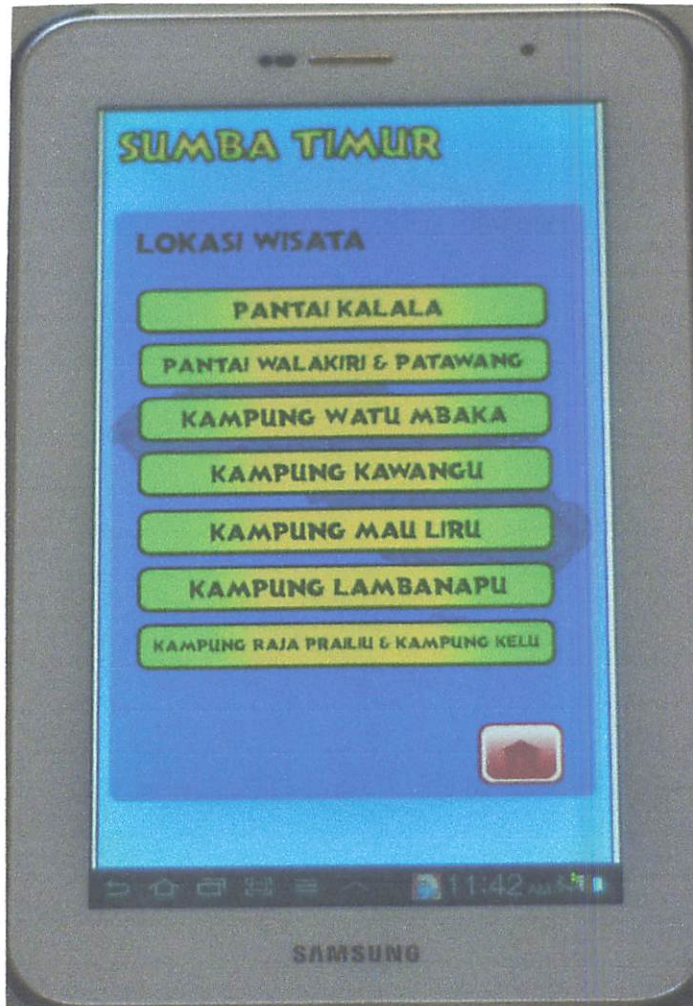 SUMBA TIMUR
LOKASI WISATA
PANTAI KALALA
PANTAI WALAKIRI & PATAWANG
KAMPUNG WATU MBAKA
KAMPUNG KAWANGU
KAMPUNG MAU LIRU
KAMPUNG LAMBANAPU
KAMPUNG RAJA PRAILIU & KAMPUNG KELU
11:42 AM
SAMSUNG